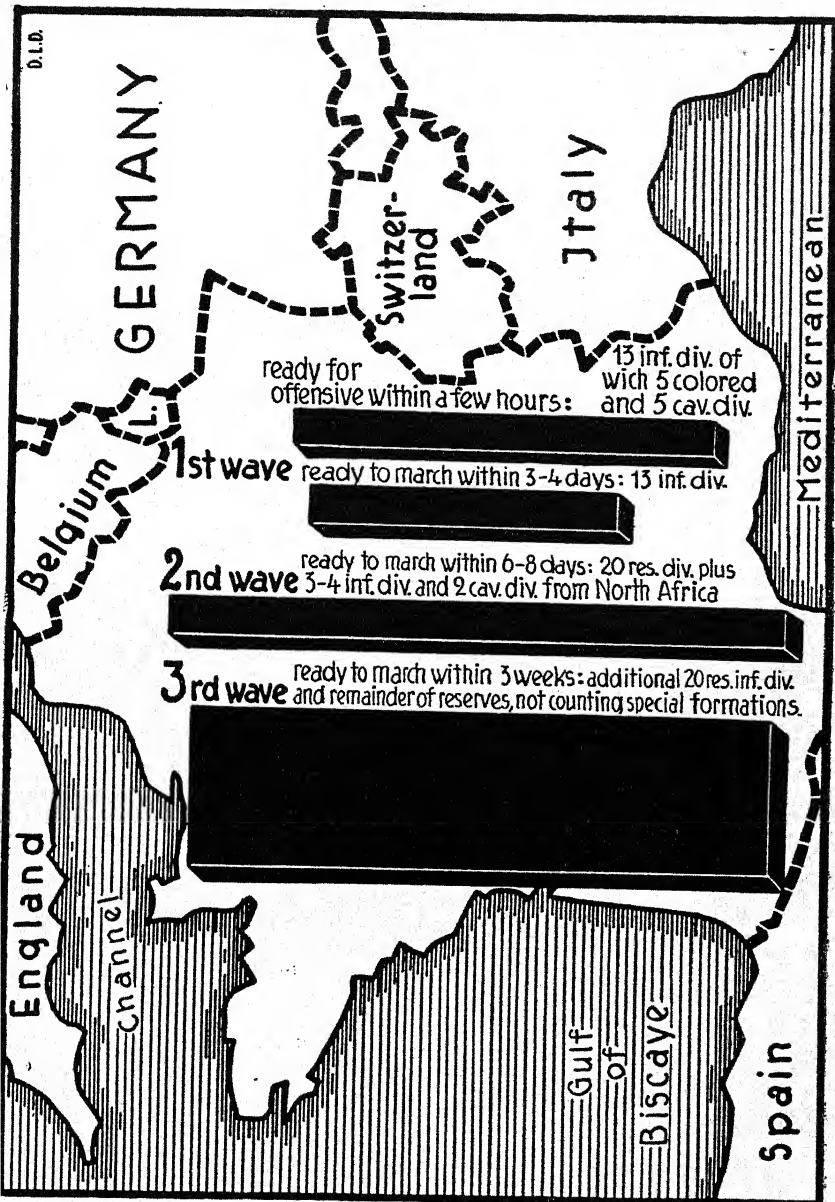 D.L.D.
GERMANY
Belgium
L.
Switzer-
land
Jtaly
ready for
offensive within a few hours:
13 inf. div. of
wich 5 colored
and 5 cav. div.
1st wave ready to march within 3-4 days: 13 inf. div.
2nd wave
ready to march within 6-8 days: 20 res. div. plus
3-4 inf. div. and 2 cav. div. from North Africa
3rd wave
ready to march within 3 weeks: additional 20 res. inf. div.
and remainder of reserves, not counting special formations.
England
Channel
Gulf
of
Biscaye
Spain
Mediterranean